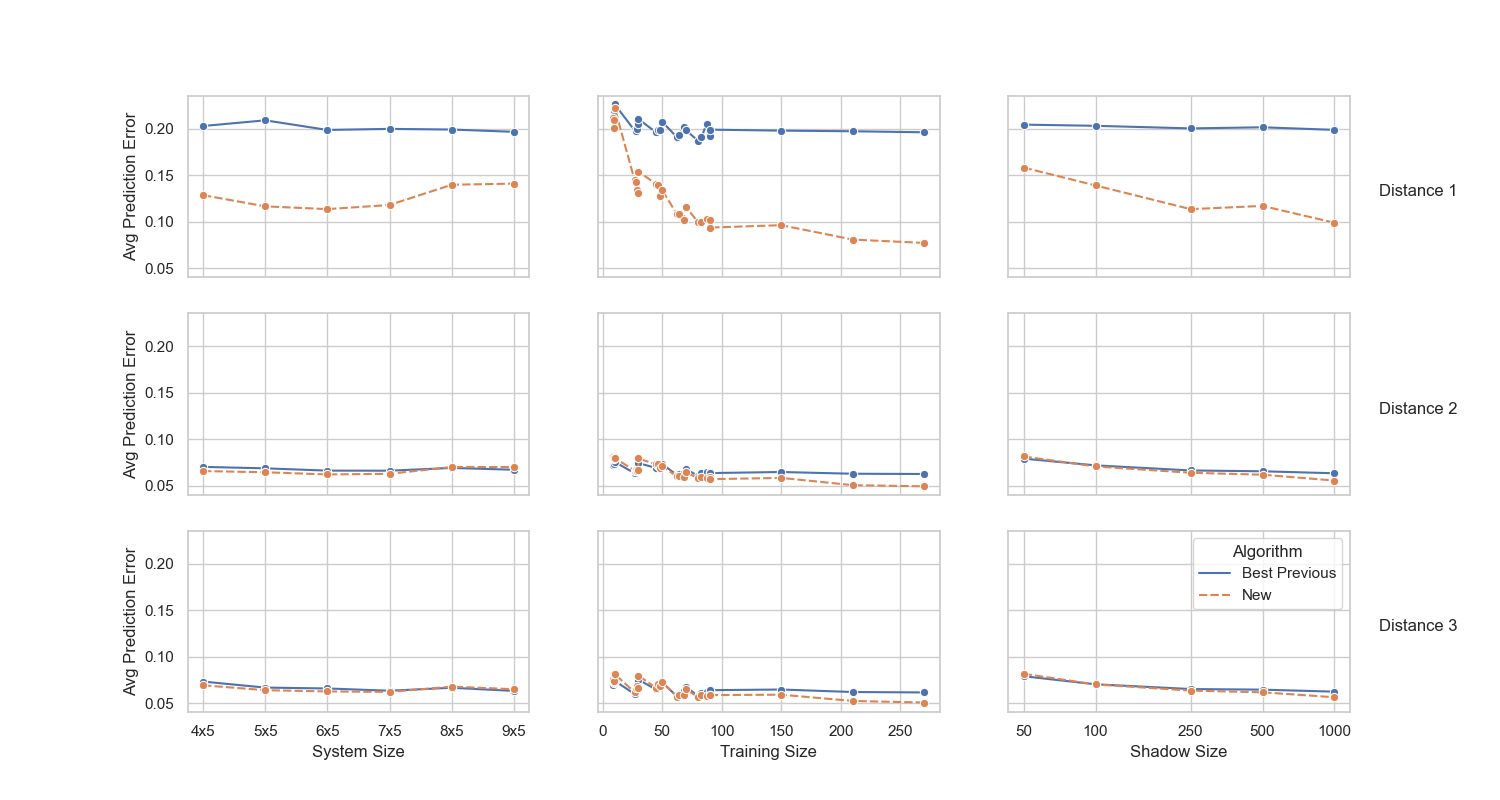 Avg Prediction Error
0.20
0.15
0.10
0.05
Distance 1
Avg Prediction Error
0.20
0.15
0.10
0.05
Distance 2
Avg Prediction Error
0.20
0.15
0.10
0.05
Algorithm
Best Previous
New
Distance 3
4x5 5x5 6x5 7x5 8x5 9x5
System Size
0 50 100 150 200 250
Training Size
50 100 250 500 1000
Shadow Size